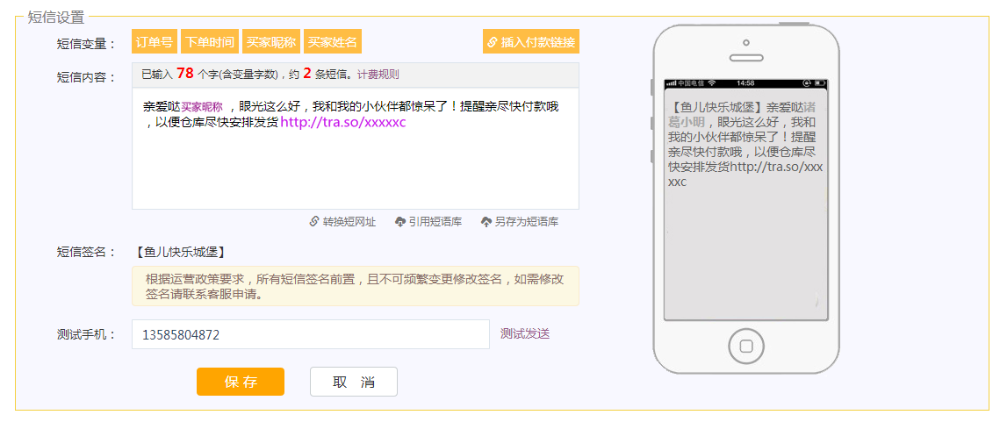 短信设置
短信变量：
订单号 下单时间 买家昵称 买家姓名 插入付款链接
短信内容：
已输入 78 个字(含变量字数)，约 2 条短信。计费规则
亲爱哒买家昵称 ，眼光这么好，我和我的小伙伴都惊呆了！提醒亲尽快付款哦
，以便仓库尽快安排发货http://tra.so/xxxxxc
转换短网址 引用短语库 另存为短语库
短信签名：
【鱼儿快乐城堡】
根据运营政策要求，所有短信签名前置，且不可频繁变更修改签名，如需修改
签名请联系客服申请。
测试手机：
13585804872
测试发送
保 存
取 消
中国电信 14:58
【鱼儿快乐城堡】亲爱哒诸
葛小明，眼光这么好，我和
我的小伙伴都惊呆了！提醒
亲尽快付款哦，以便仓库尽
快安排发货http://tra.so/xxx
xxc